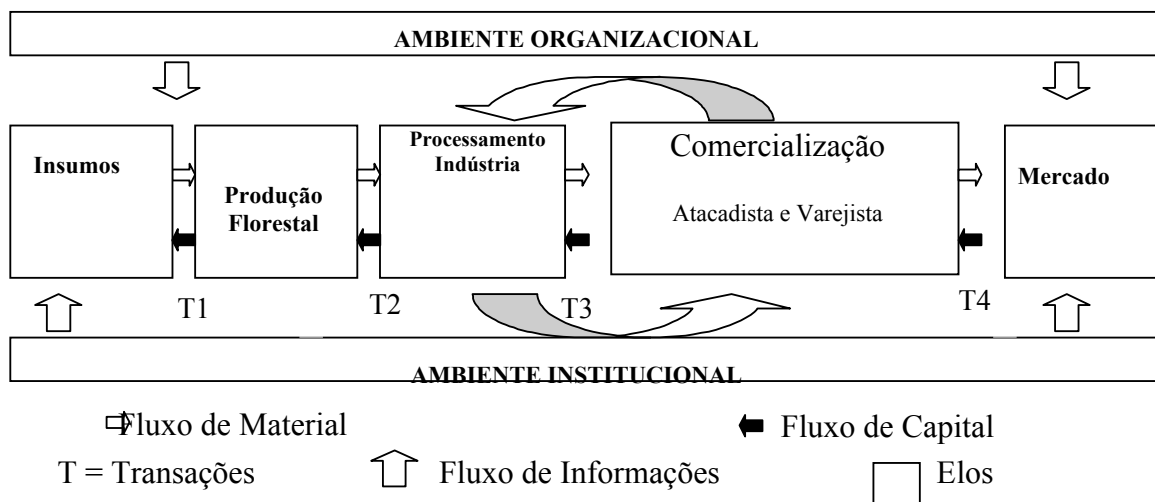 AMBIENTE ORGANIZACIONAL
Insumos
Produção
Florestal
Processamento
Indústria
Comercialização
Atacadista e Varejista
Mercado
T1
T2
T3
T4
AMBIENTE INSTITUCIONAL
Fluxo de Material
Fluxo de Capital
T = Transações
Fluxo de Informações
Elos